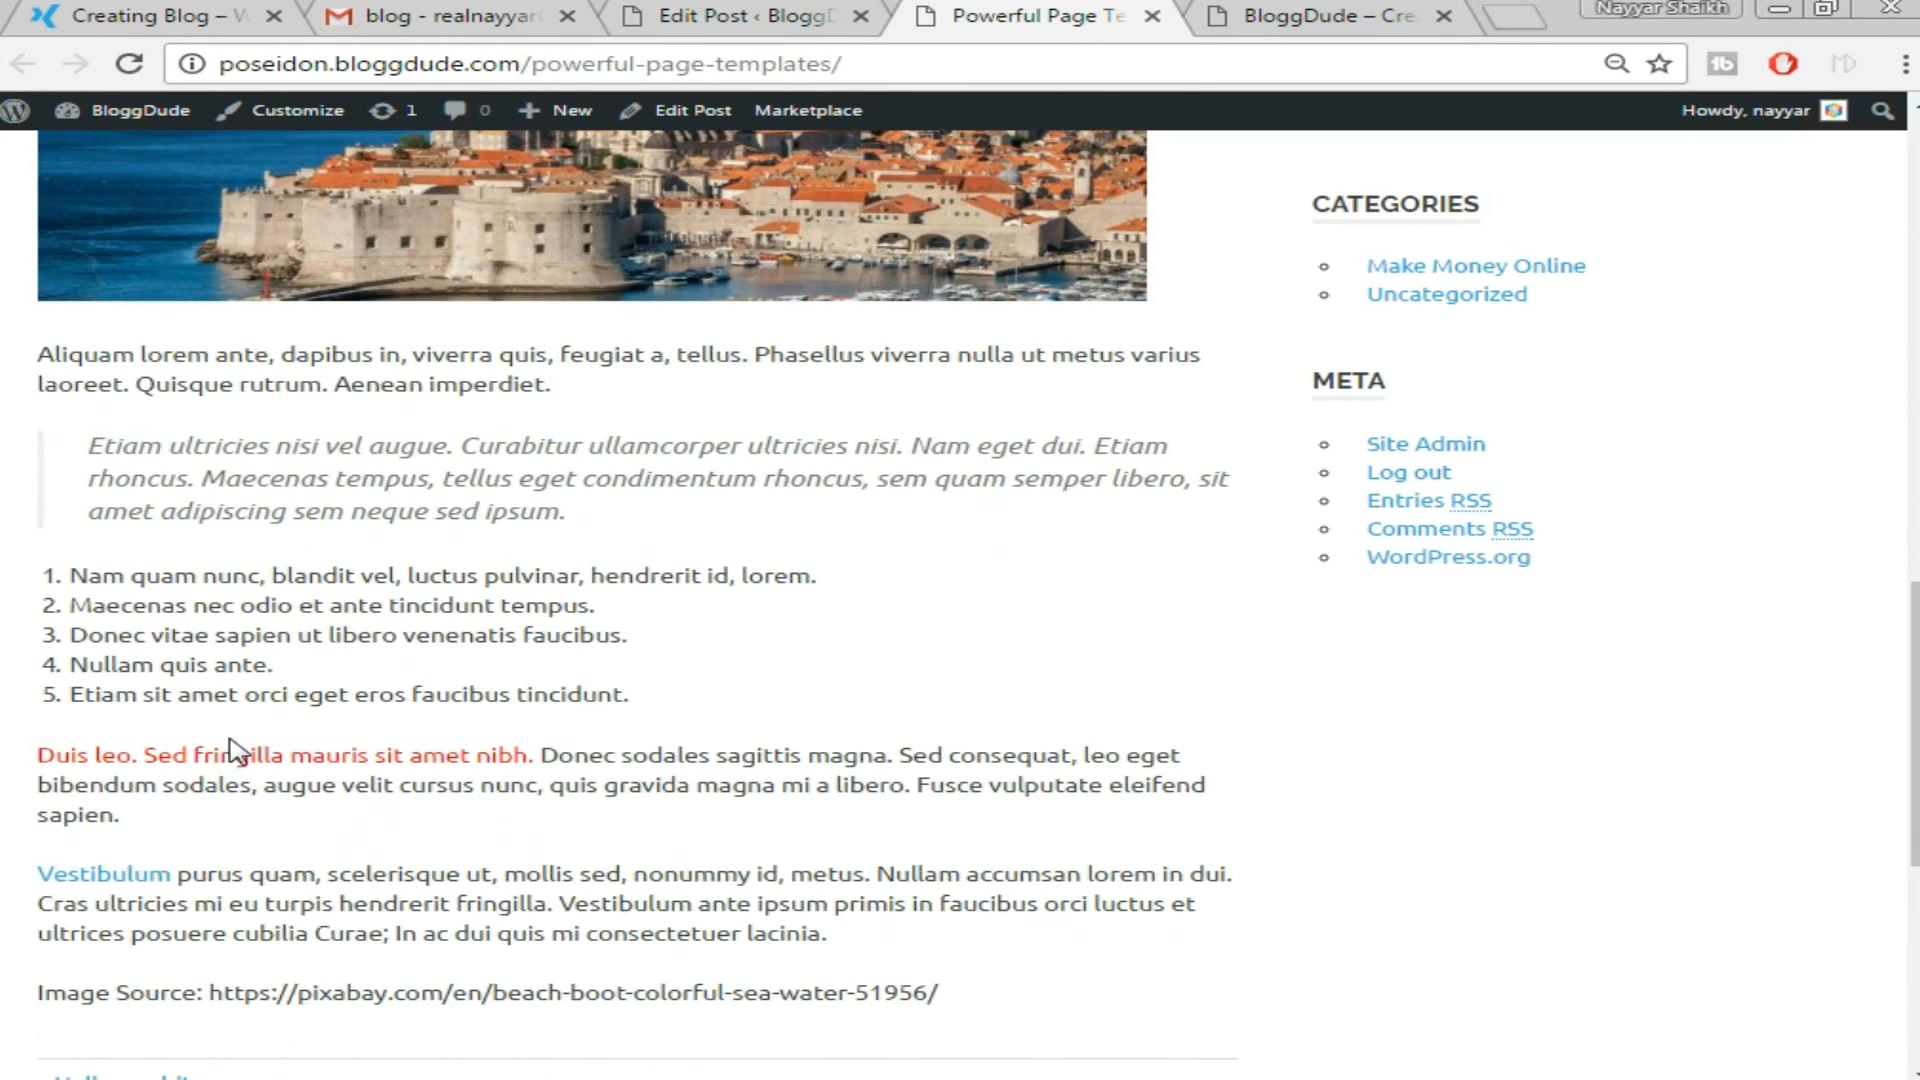 Creating Blog –
blog - realnayyar
Edit Post ‹ Blogg
Powerful Page Te
BloggDude – Cre
Nayyar Shaikh
poseidon.bloggdude.com/powerful-page-templates/
BloggDude
Customize
1
0
New
Edit Post
Marketplace
Howdy, nayyar
Aliquam lorem ante, dapibus in, viverra quis, feugiat a, tellus. Phasellus viverra nulla ut metus varius
laoreet. Quisque rutrum. Aenean imperdiet.
Etiam ultricies nisi vel augue. Curabitur ullamcorper ultricies nisi. Nam eget dui. Etiam
rhoncus. Maecenas tempus, tellus eget condimentum rhoncus, sem quam semper libero, sit
amet adipiscing sem neque sed ipsum.
1. Nam quam nunc, blandit vel, luctus pulvinar, hendrerit id, lorem.
2. Maecenas nec odio et ante tincidunt tempus.
3. Donec vitae sapien ut libero venenatis faucibus.
4. Nullam quis ante.
5. Etiam sit amet orci eget eros faucibus tincidunt.
Duis leo. Sed fringilla mauris sit amet nibh. Donec sodales sagittis magna. Sed consequat, leo eget
bibendum sodales, augue velit cursus nunc, quis gravida magna mi a libero. Fusce vulputate eleifend
sapien.
Vestibulum purus quam, scelerisque ut, mollis sed, nonummy id, metus. Nullam accumsan lorem in dui.
Cras ultricies mi eu turpis hendrerit fringilla. Vestibulum ante ipsum primis in faucibus orci luctus et
ultrices posuere cubilia Curae; In ac dui quis mi consectetuer lacinia.
Image Source: https://pixabay.com/en/beach-boot-colorful-sea-water-51956/
CATEGORIES
Make Money Online
Uncategorized
META
Site Admin
Log out
Entries RSS
Comments RSS
WordPress.org